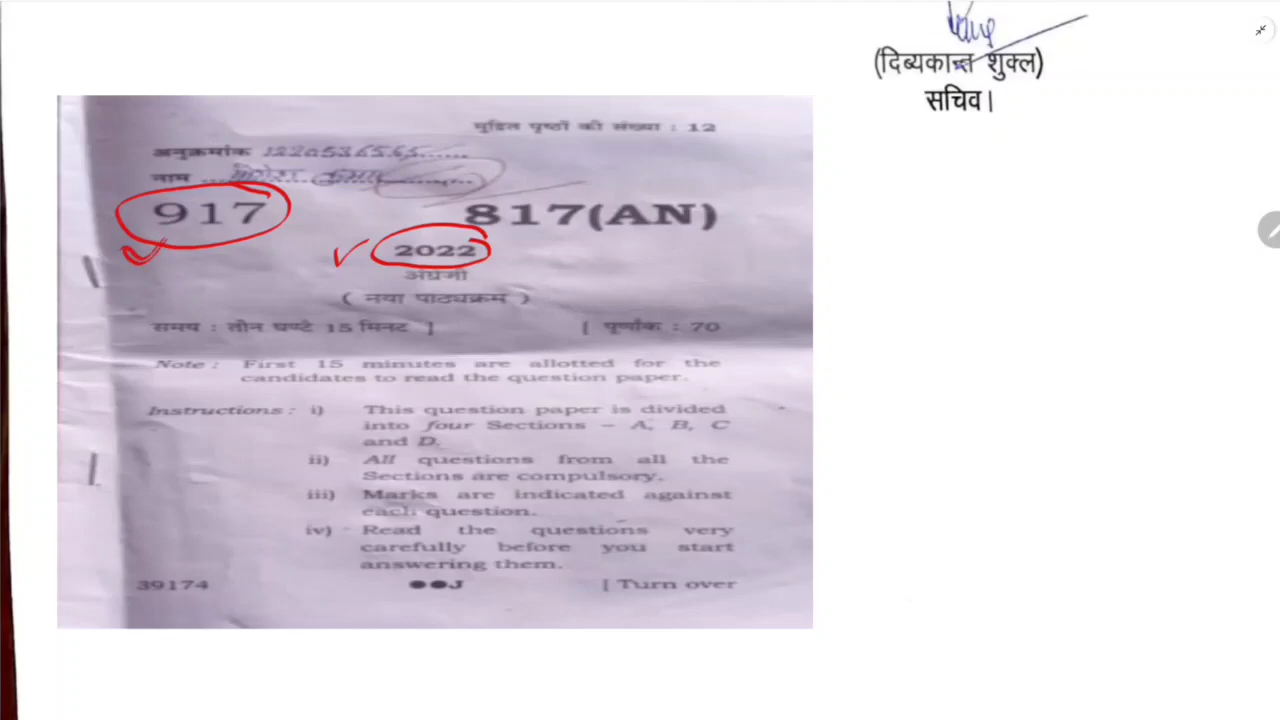 (दिब्यकान्त शुक्ल)
सचिव।
मुद्रित पृष्ठों की संख्या : 12
अनुक्रमांक 1220536565
नाम कुमार
917 817(AN)
2022
अंग्रेजी
( नया पाठ्यक्रम )
समय : तीन घण्टे 15 मिनट ] [ पूर्णांक : 70
Note : First 15 minutes are allotted for the
candidates to read the question paper.
Instructions : i) This question paper is divided
into four Sections – A, B, C
and D.
ii) All questions from all the
Sections are compulsory.
iii) Marks are indicated against
each question.
iv) Read the questions very
carefully before you start
answering them.
39174 ●●J [ Turn over